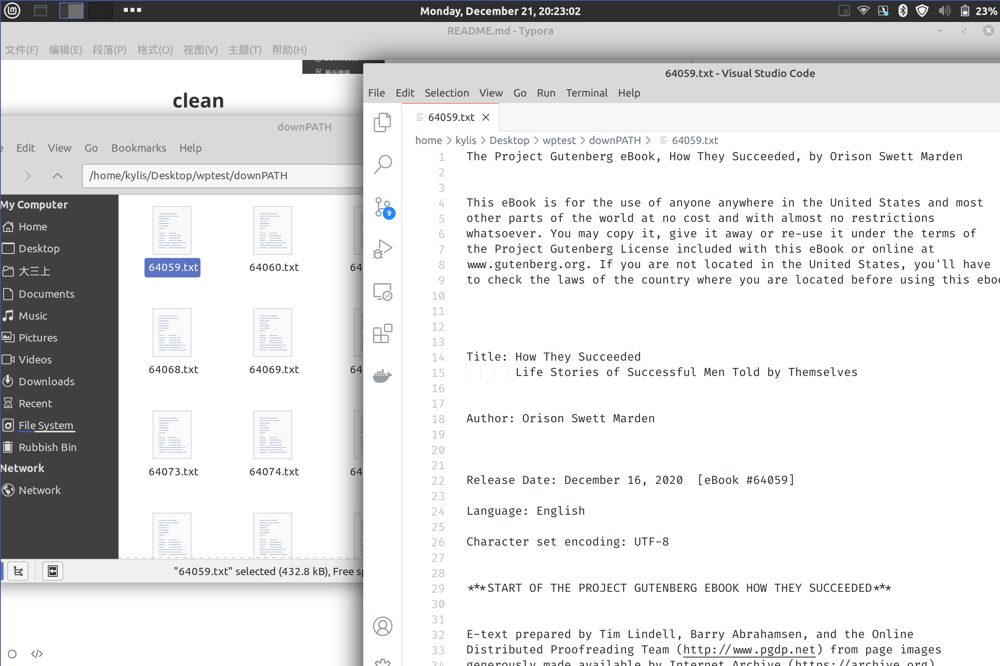 Monday, December 21, 20:23:02
a
23%
README.md - Typora
文件(F) 编辑(E) 段落(P) 格式(O) 视图(V) 主题(T) 帮助(H)
最近使用
clean
downPATH
Edit View Go Bookmarks Help
/home/kylis/Desktop/wptest/downPATH
My Computer
Home
Desktop
大三上
Documents
Music
Pictures
Videos
Downloads
Recent
File System
Rubbish Bin
Network
Network
64059.txt 64060.txt 64
64068.txt 64069.txt 64
64073.txt 64074.txt 64
"64059.txt" selected (432.8 kB), Free
64059.txt - Visual Studio Code
File Edit Selection View Go Run Terminal Help
64059.txt
home > kylis > Desktop > wptest > downPATH > 64059.txt
9
1 The Project Gutenberg eBook, How They Succeeded, by Orison Swett Marden
2
3
4 This eBook is for the use of anyone anywhere in the United States and most
5 other parts of the world at no cost and with almost no restrictions
6 whatsoever. You may copy it, give it away or re-use it under the terms of
7 the Project Gutenberg License included with this eBook or online at
8 www.gutenberg.org. If you are not located in the United States, you'll have
9 to check the laws of the country where you are located before using this
10
11
12
13
14 Title: How They Succeeded
15 Life Stories of Successful Men Told by Themselves
16
17
18 Author: Orison Swett Marden
19
20
21
22 Release Date: December 16, 2020 [eBook #64059]
23
24 Language: English
25
26 Character set encoding: UTF-8
27
28
29 ***START OF THE PROJECT GUTENBERG EBOOK HOW THEY SUCCEEDED***
30
31
32 E-text prepared by Tim Lindell, Barry Abrahamsen, and the Online
33 Distributed Proofreading Team (http://www.pgdp.net) from page images
34 generously made available by Internet Archive (https://archive.org)